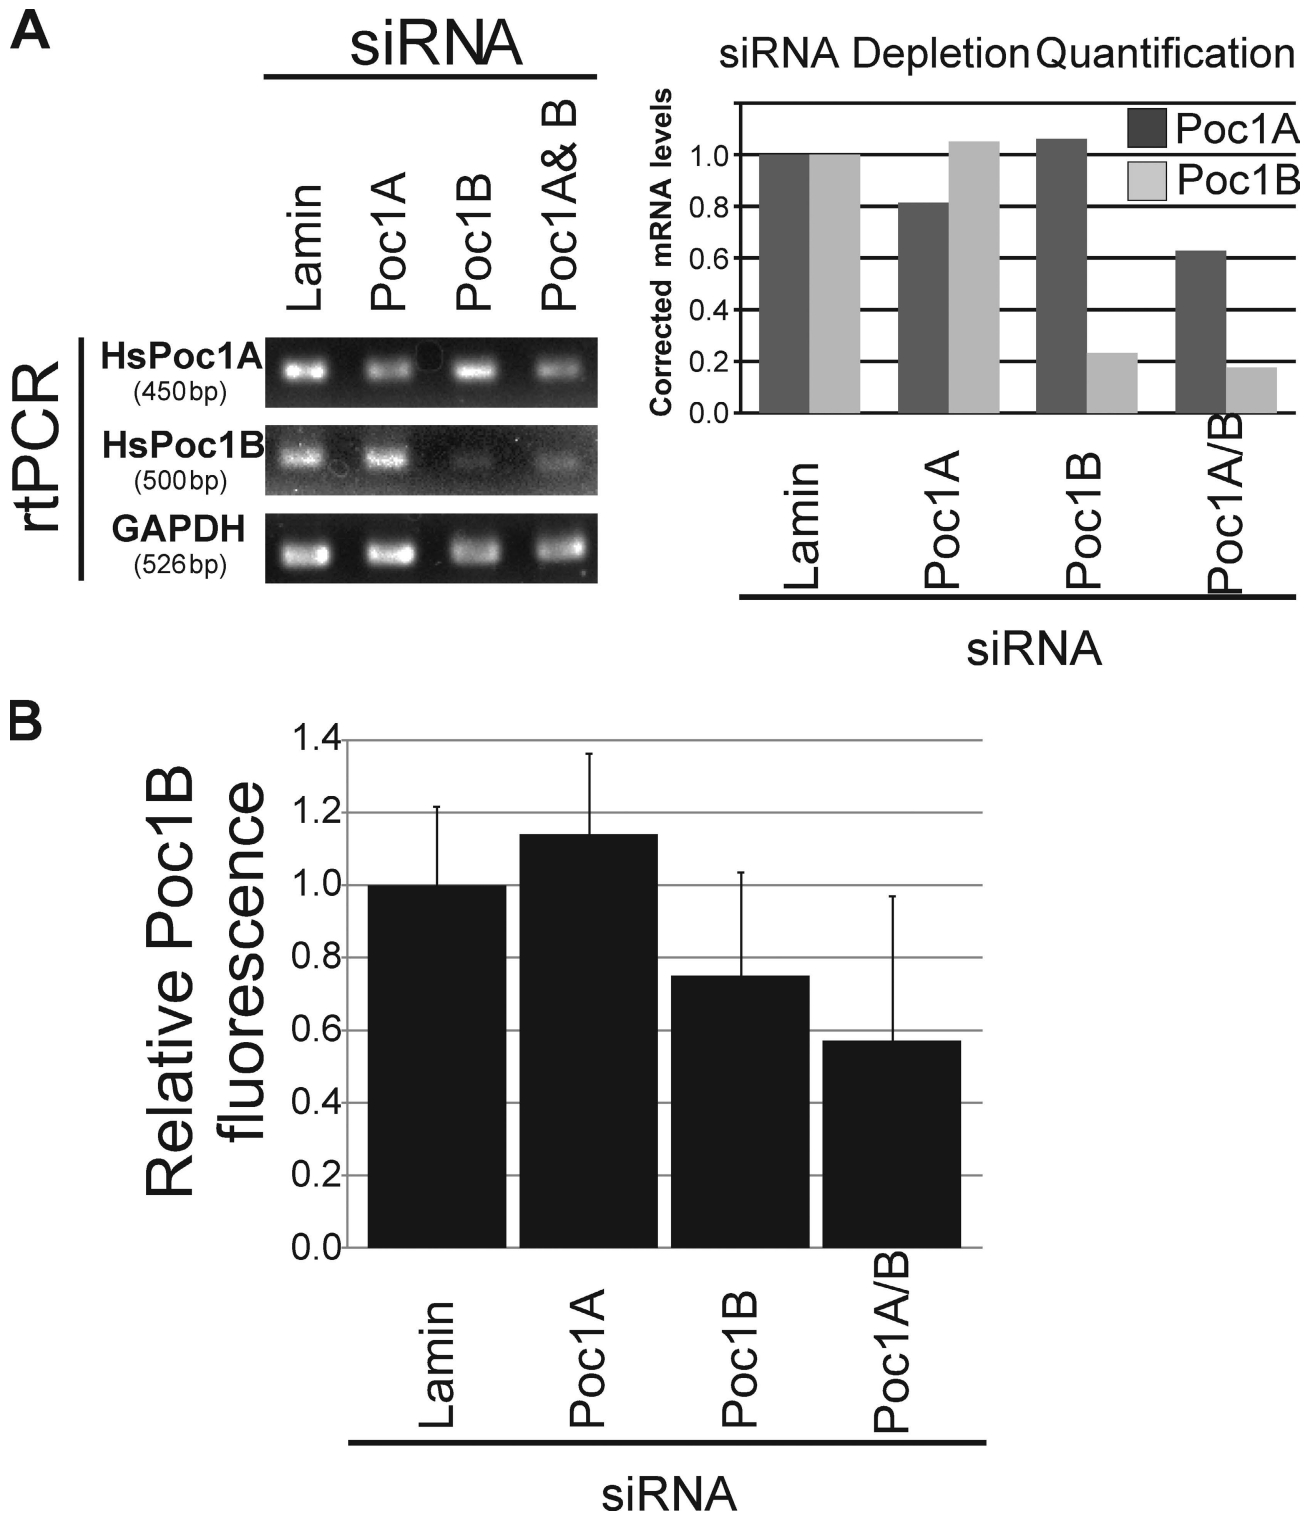 A
siRNA
Lamin
Poc1A
Poc1B
Poc1A& B
rtPCR
HsPoc1A
(450bp)
HsPoc1B
(500bp)
GAPDH
(526bp)
siRNA Depletion Quantification
Corrected mRNA levels
Poc1A
Poc1B
1.0
0.8
0.6
0.4
0.2
0.0
Lamin
Poc1A
Poc1B
Poc1A/B
siRNA
B
Relative Poc1B
fluorescence
1.4
1.2
1.0
0.8
0.6
0.4
0.2
0.0
Lamin
Poc1A
Poc1B
Poc1A/B
siRNA